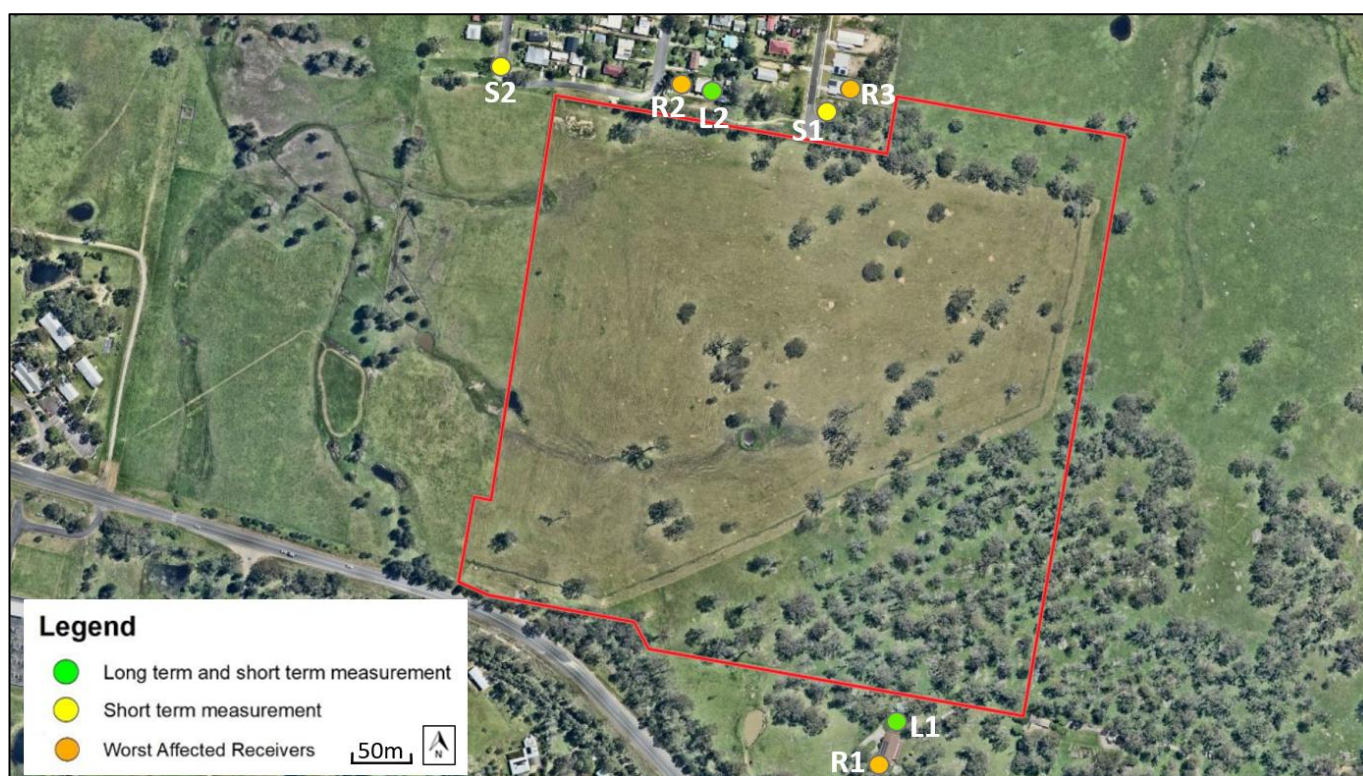 S2
R2
L2
S1
R3
Legend
Long term and short term measurement
Short term measurement
Worst Affected Receivers
50m
N
L1
R1